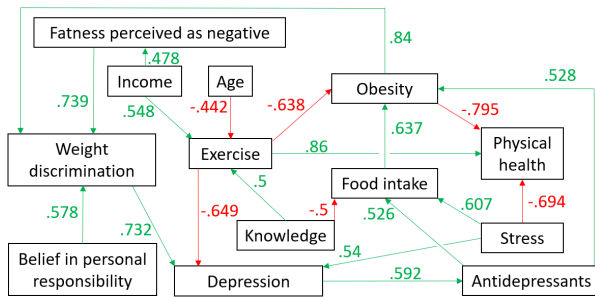 .84
Fatness perceived as negative
.478
.528
Income
Age
Obesity
.739
.548
-.442
-.638
-.795
.637
Weight
discrimination
Exercise
.86
Physical
health
.5
Food intake
.578
-.649
-.5
.526
.607
-.694
.732
Knowledge
Stress
.54
Belief in personal
responsibility
Depression
.592
Antidepressants